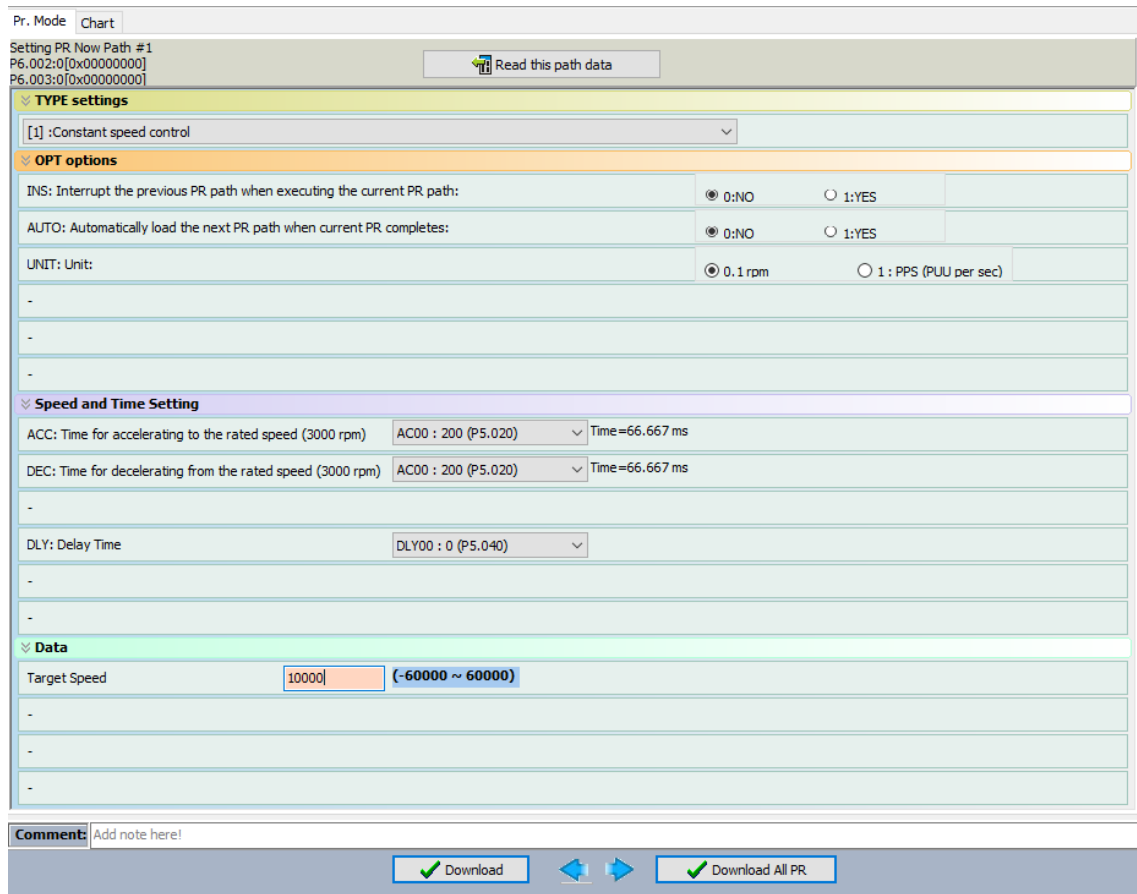 Pr. Mode Chart
Setting PR Now Path #1
P6.002:0[0x00000000]
P6.003:0[0x00000000]
Read this path data
TYPE settings
[1] :Constant speed control
OPT options
INS: Interrupt the previous PR path when executing the current PR path: 0:NO 1:YES
AUTO: Automatically load the next PR path when current PR completes: 0:NO 1:YES
UNIT: Unit: 0.1 rpm 1 : PPS (PUU per sec)
-
-
-
Speed and Time Setting
ACC: Time for accelerating to the rated speed (3000 rpm) AC00 : 200 (P5.020) Time=66.667 ms
DEC: Time for decelerating from the rated speed (3000 rpm) AC00 : 200 (P5.020) Time=66.667 ms
-
DLY: Delay Time DLY00 : 0 (P5.040)
-
-
Data
Target Speed 10000 (-60000 ~ 60000)
-
-
-
Comment: Add note here!
Download Download All PR